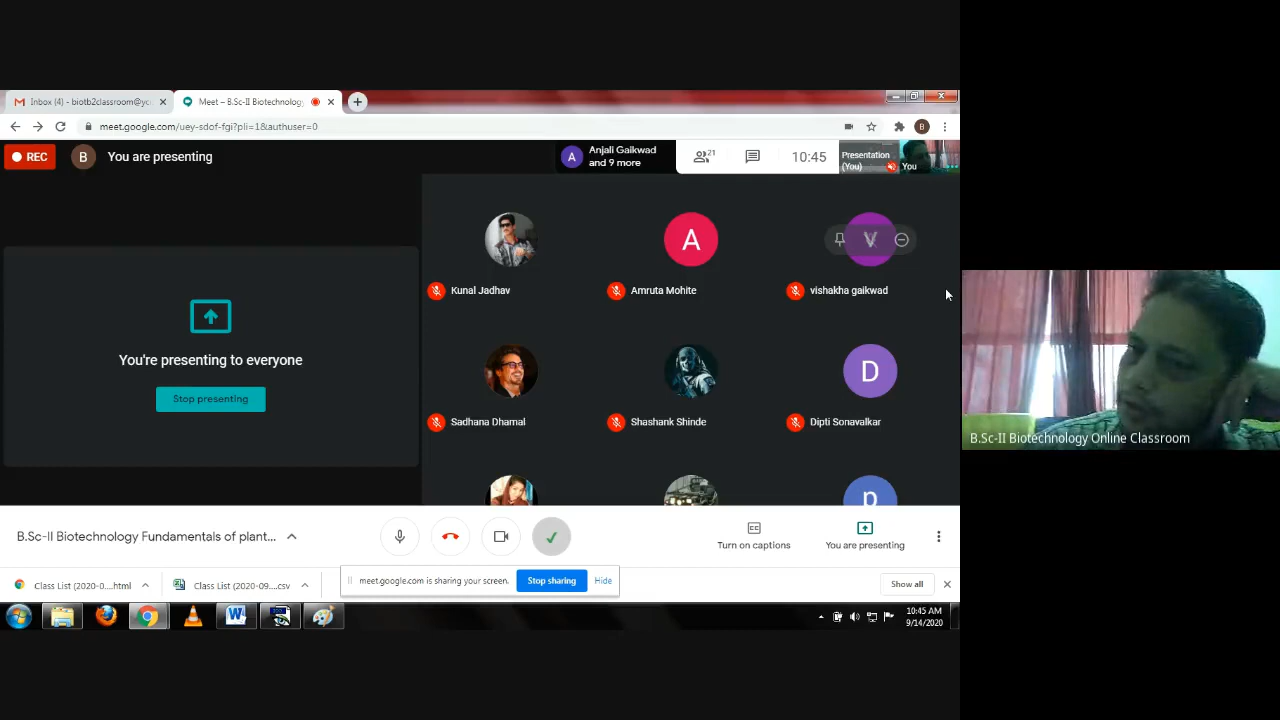 Inbox (4) - biotb2classroom@yc
Meet – B.Sc-II Biotechnology
meet.google.com/uey-sdof-fgi?pli=1&authuser=0
B
REC
B
You are presenting
A
Anjali Gaikwad
and 9 more
21
10:45
Presentation
(You)
You
A
V
Kunal Jadhav
Amruta Mohite
vishakha gaikwad
You're presenting to everyone
Stop presenting
D
Sadhana Dhamal
Shashank Shinde
Dipti Sonavalkar
p
B.Sc-II Biotechnology Online Classroom
B.Sc-II Biotechnology Fundamentals of plant...
Turn on captions
You are presenting
Class List (2020-0....html
Class List (2020-09....csv
meet.google.com is sharing your screen.
Stop sharing
Hide
Show all
10:45 AM
9/14/2020